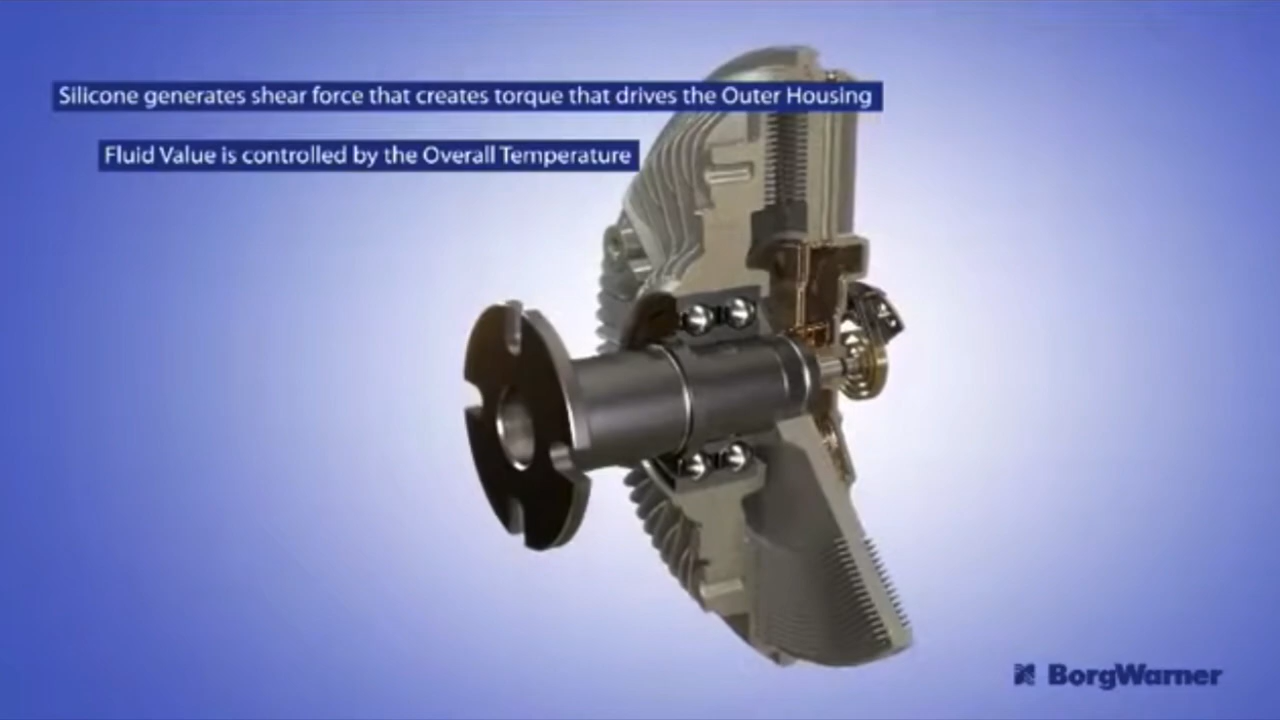 Silicone generates shear force that creates torque that drives the Outer Housing
Fluid Value is controlled by the Overall Temperature
BorgWarner